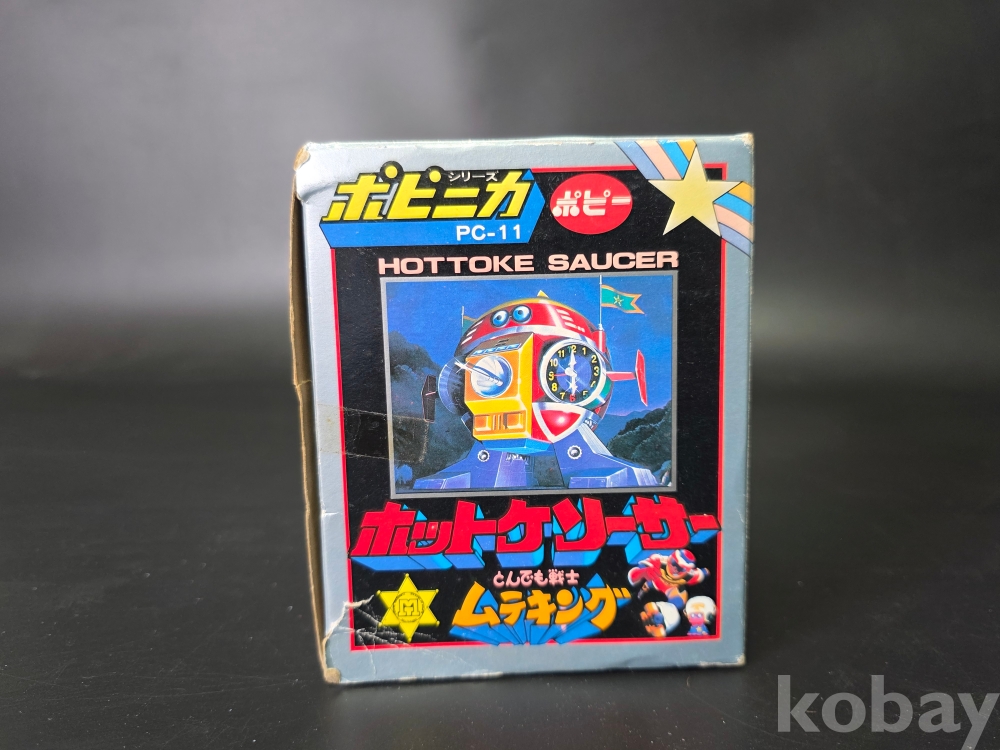 ポピニカ
シリーズ
PC-11
ポピー
HOTTOKE SAUCER
ホットケソーサー
とんでも戦士
ムテキング
M
kobay